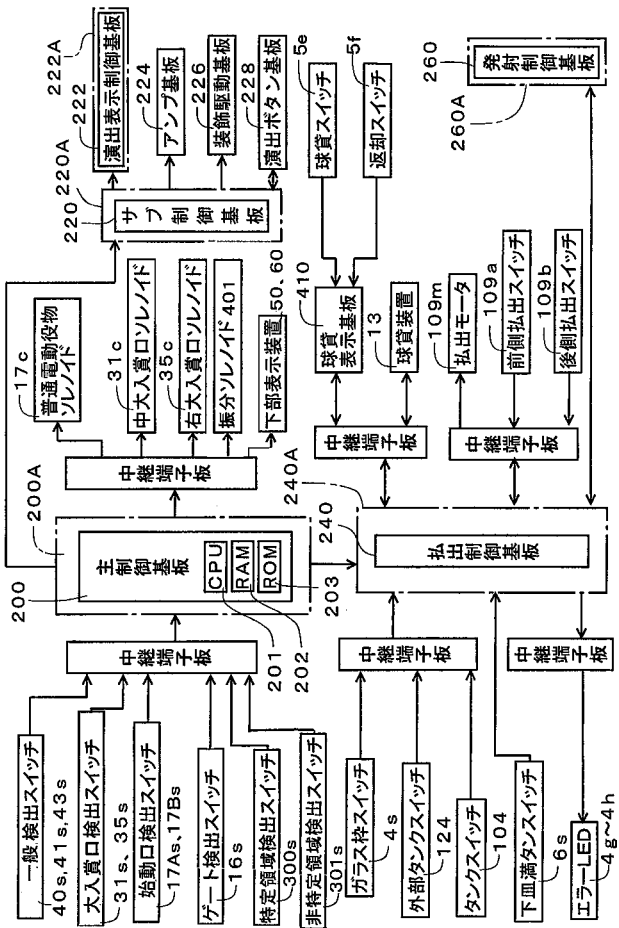 一般検出スイッチ
40s,41s,43s
大入賞口検出スイッチ
31s、35s
始動口検出スイッチ
17As、17Bs
ゲート検出スイッチ
16s
特定領域検出スイッチ
300s
非特定領域検出スイッチ
301s
中継端子板
200
200A
主制御基板
CPU
RAM
ROM
201
202
203
中継端子板
17c
普通電動役物
ソレノイド
31c
中大入賞口ソレノイド
35c
右大入賞口ソレノイド
振分ソレノイド401
下部表示装置
50、60
220
220A
サブ制御基板
222
222A
演出表示制御基板
224
アンプ基板
226
装飾駆動基板
228
演出ボタン基板
ガラス枠スイッチ
4s
外部タンクスイッチ
124
タンクスイッチ
104
下皿満タンスイッチ
6s
エラーLED
4g~4h
中継端子板
中継端子板
240
240A
払出制御基板
中継端子板
中継端子板
410
球貸
表示基板
13
球貸装置
5e
球貸スイッチ
5f
返却スイッチ
109m
払出モータ
109a
前側払出スイッチ
109b
後側払出スイッチ
260
発射制御基板
260A